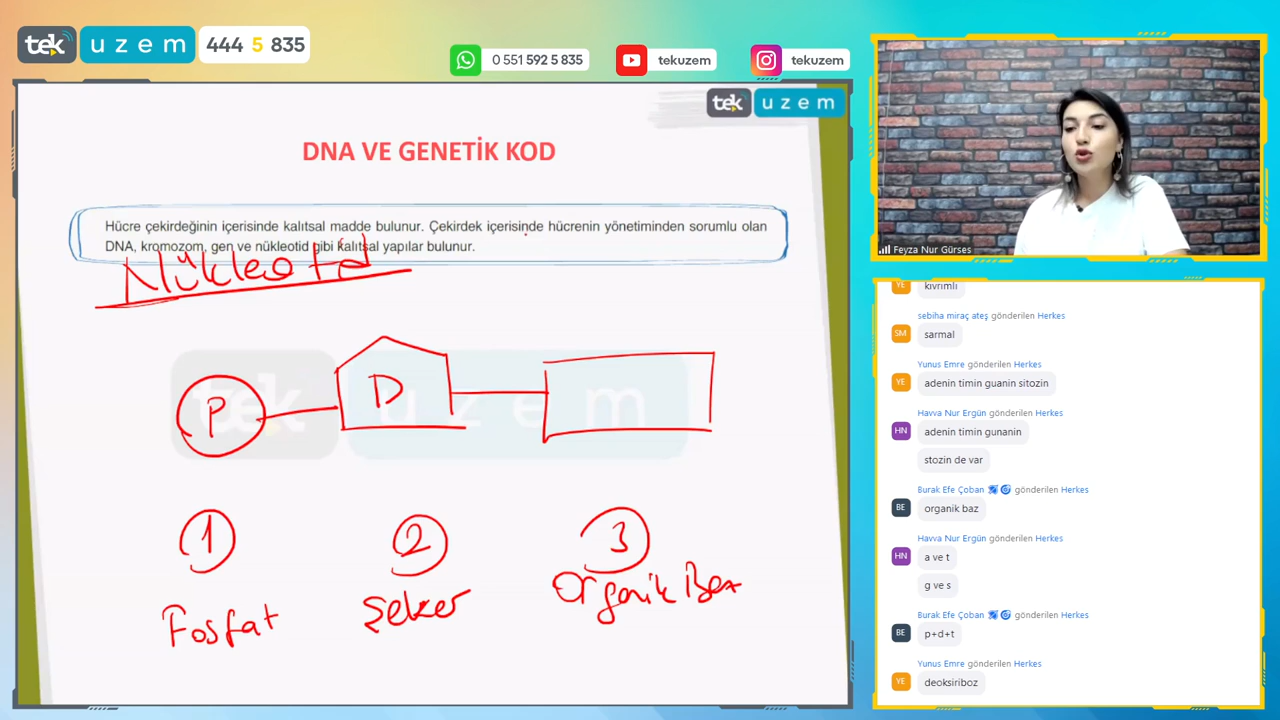 tek uzem 444 5 835
0 551 592 5 835
tekuzem
tekuzem
tek uzem
DNA VE GENETİK KOD
Hücre çekirdeğinin içerisinde kalıtsal madde bulunur. Çekirdek içerisinde hücrenin yönetiminden sorumlu olan
DNA, kromozom, gen ve nükleotid gibi kalıtsal yapılar bulunur.
Nükleotid
P
D
tek uzem
1
2
3
Fosfat
Şeker
Organik Baz
Feyza Nur Gürses
YE
kıvrımlı
sebiha miraç ateş gönderilen Herkes
SM
sarmal
Yunus Emre gönderilen Herkes
YE
adenin timin guanin sitozin
Havva Nur Ergün gönderilen Herkes
HN
adenin timin gunanin
stozin de var
Burak Efe Çoban gönderilen Herkes
BE
organik baz
Havva Nur Ergün gönderilen Herkes
HN
a ve t
g ve s
Burak Efe Çoban gönderilen Herkes
BE
p+d+t
Yunus Emre gönderilen Herkes
YE
deoksiriboz